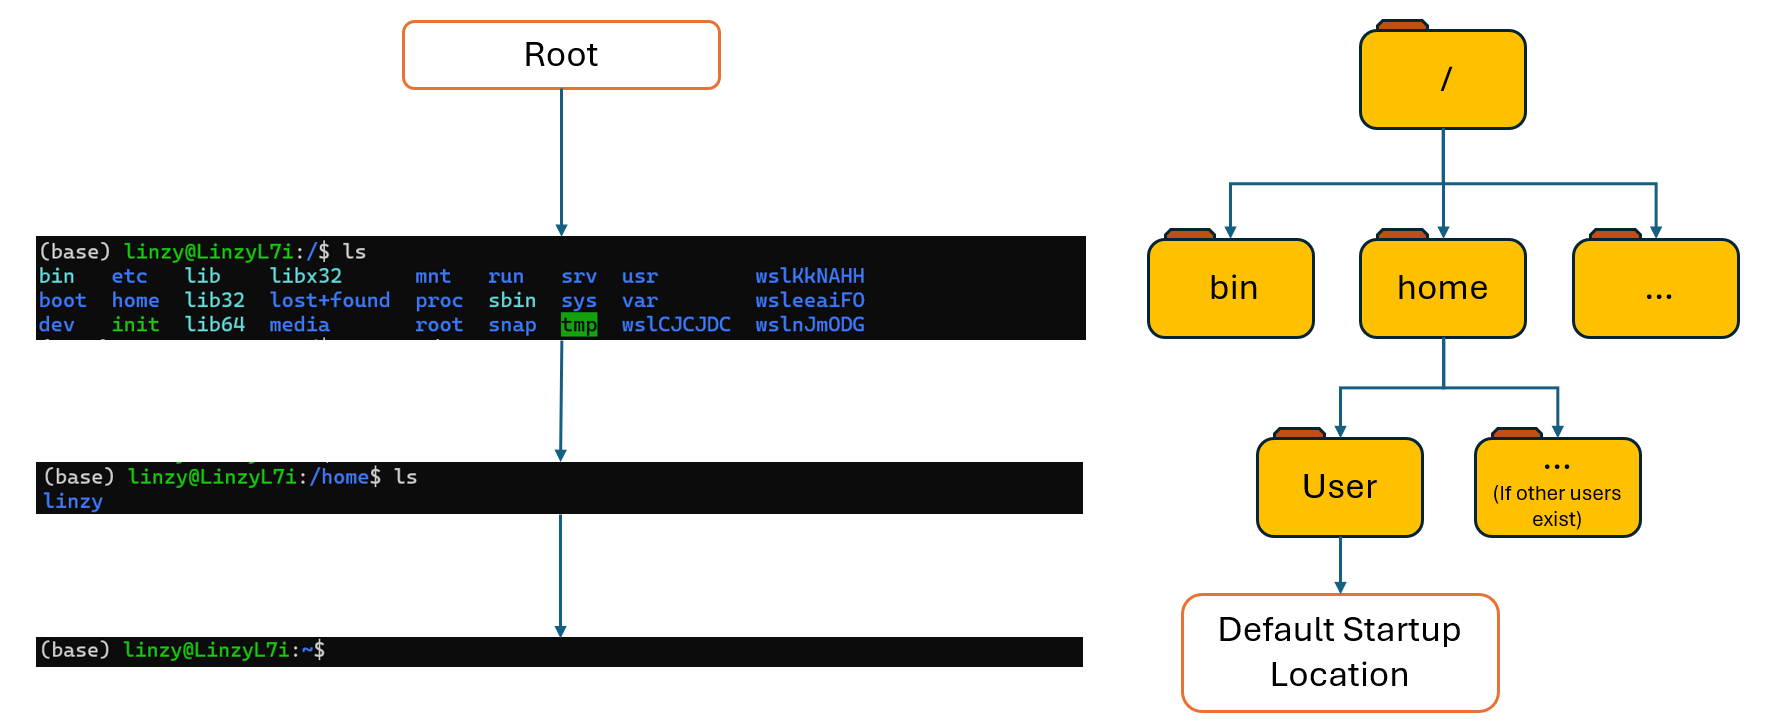 Root
(base) linzy@LinzyL7i:/$ ls
bin etc lib libx32 mnt run srv usr wslKkNAHH
boot home lib32 lost+found proc sbin sys var wsleeaiFO
dev init lib64 media root snap tmp wslCJCJDC wslnJmODG
(base) linzy@LinzyL7i:/home$ ls
linzy
(base) linzy@LinzyL7i:~$
/
bin
home
...
User
...
(If other users
exist)
Default Startup
Location